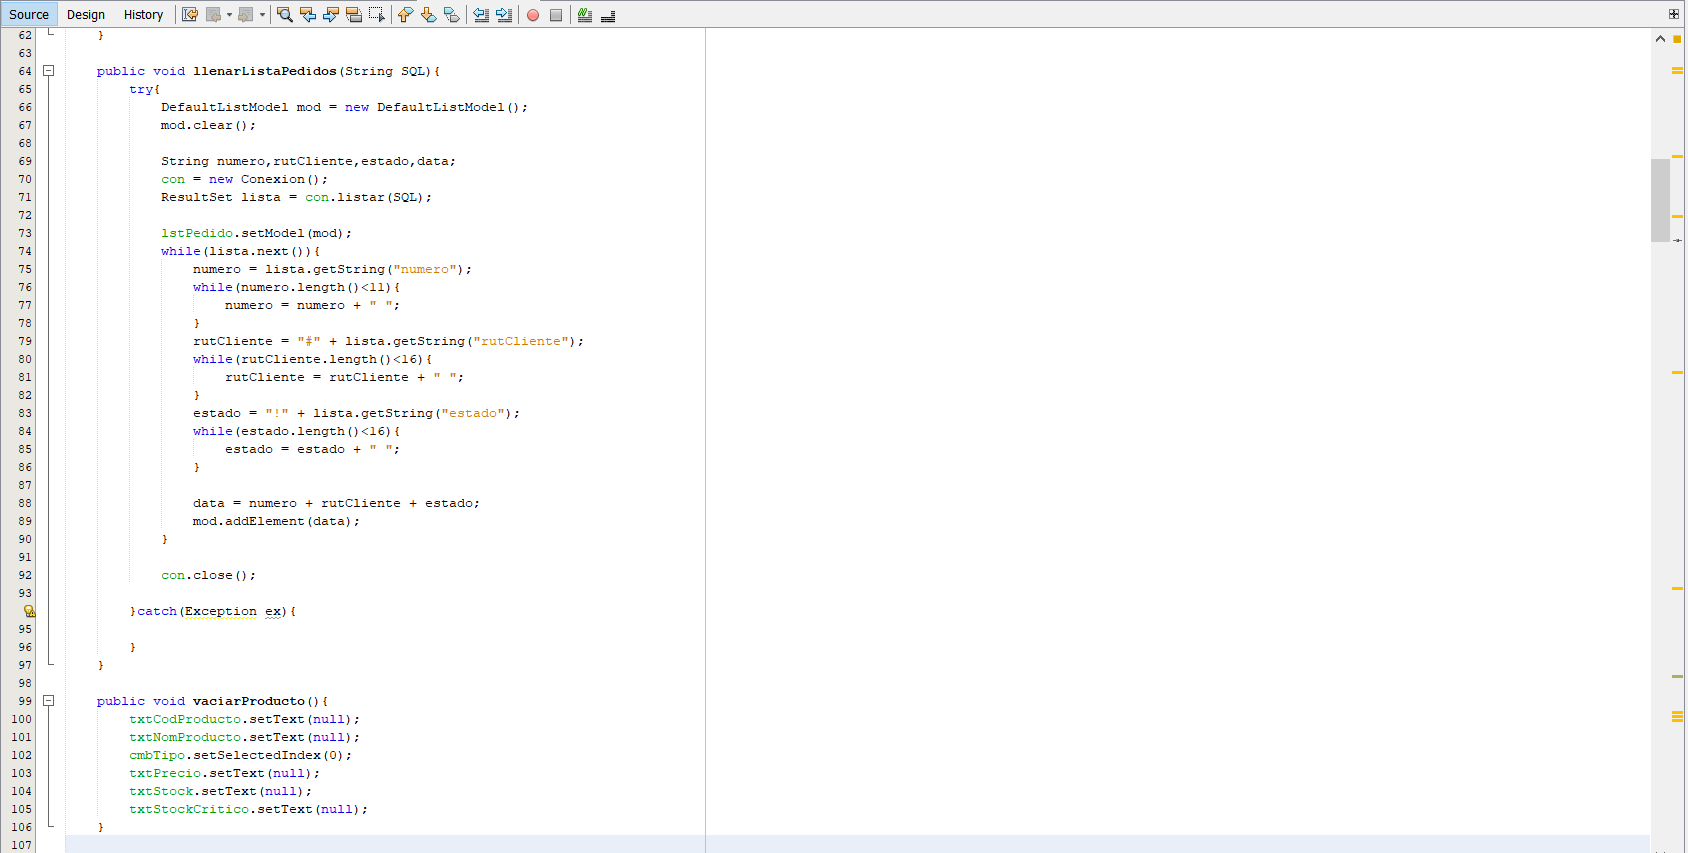 Source Design History
62 }
63
64 public void llenarListaPedidos(String SQL){
65 try{
66 DefaultListModel mod = new DefaultListModel();
67 mod.clear();
68
69 String numero,rutCliente,estado,data;
70 con = new Conexion();
71 ResultSet lista = con.listar(SQL);
72
73 lstPedido.setModel(mod);
74 while(lista.next()){
75 numero = lista.getString("numero");
76 while(numero.length()<11){
77 numero = numero + " ";
78 }
79 rutCliente = "#" + lista.getString("rutCliente");
80 while(rutCliente.length()<16){
81 rutCliente = rutCliente + " ";
82 }
83 estado = "!" + lista.getString("estado");
84 while(estado.length()<16){
85 estado = estado + " ";
86 }
87
88 data = numero + rutCliente + estado;
89 mod.addElement(data);
90 }
91
92 con.close();
93
}catch(Exception ex){
95
96 }
97 }
98
99 public void vaciarProducto(){
100 txtCodProducto.setText(null);
101 txtNomProducto.setText(null);
102 cmbTipo.setSelectedIndex(0);
103 txtPrecio.setText(null);
104 txtStock.setText(null);
105 txtStockCritico.setText(null);
106 }
107